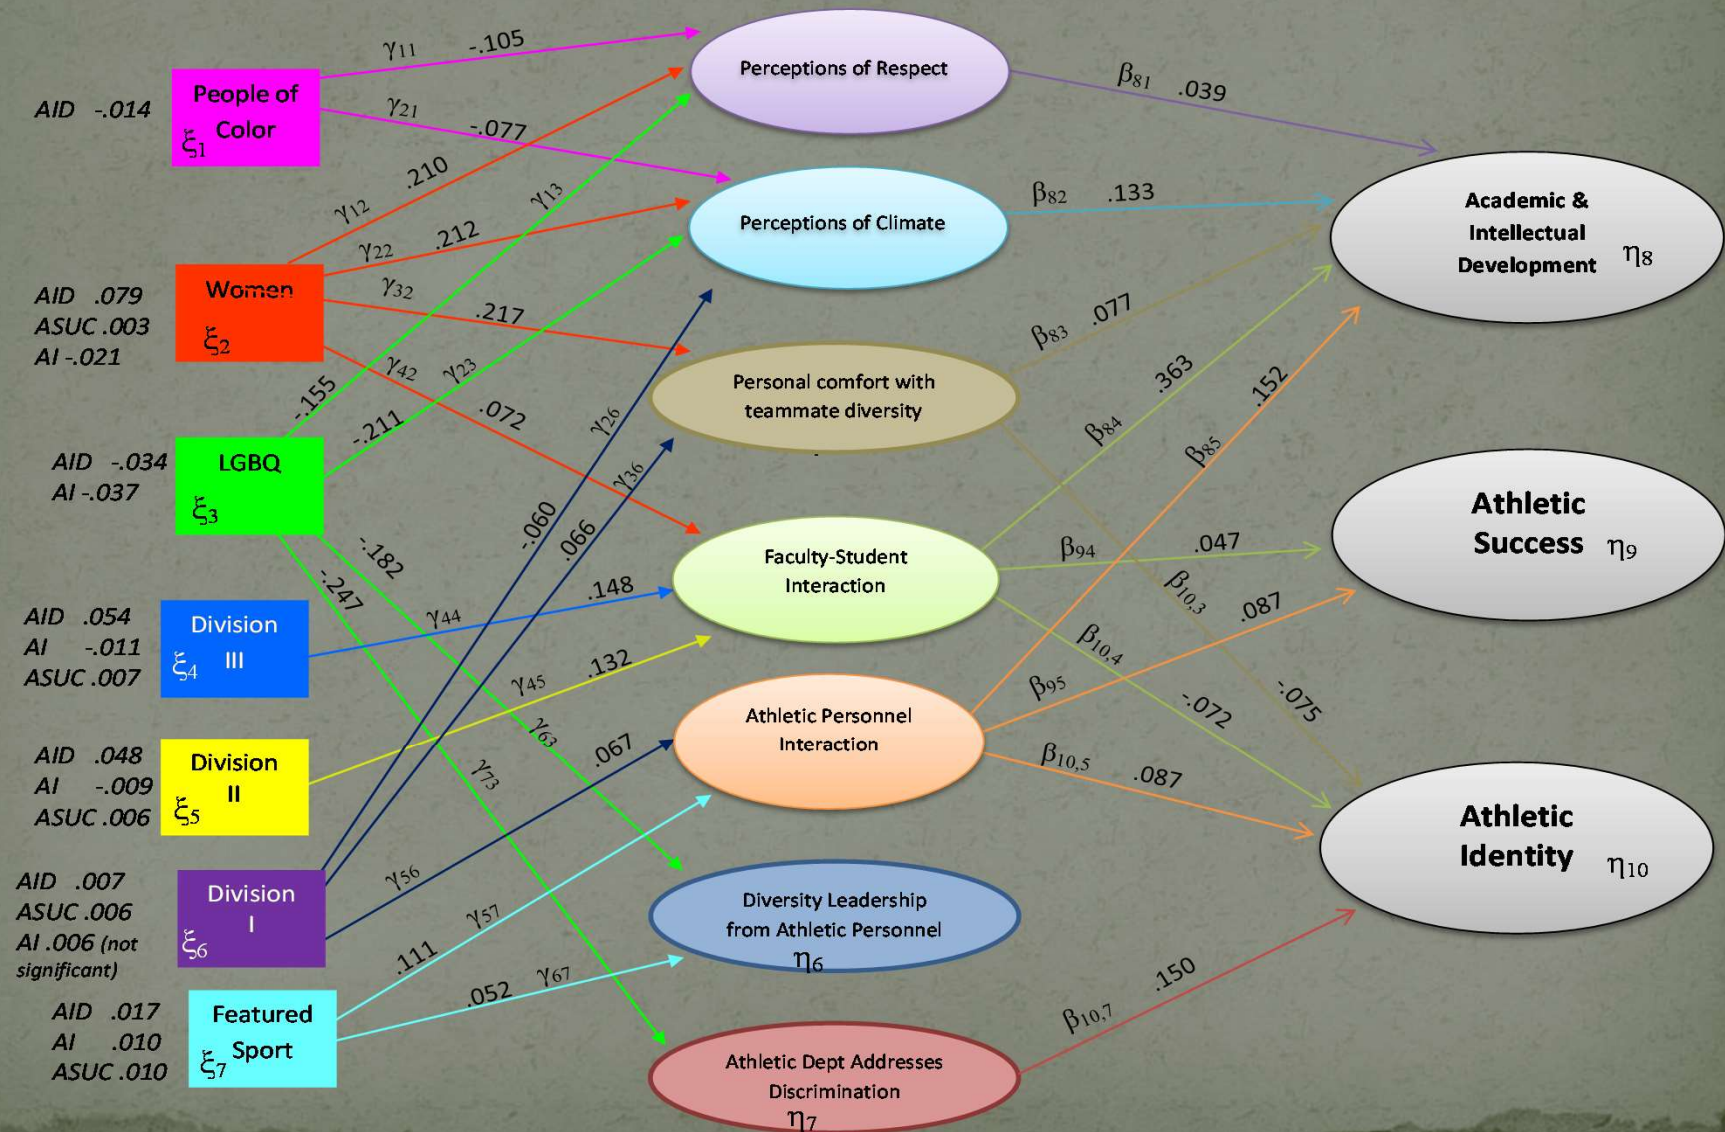 AID -.014
People of
Color
ξ1
AID .079
ASUC .003
AI -.021
Women
ξ2
AID -.034
AI -.037
LGBQ
ξ3
AID .054
AI -.011
ASUC .007
Division
III
ξ4
AID .048
AI -.009
ASUC .006
Division
II
ξ5
AID .007
ASUC .006
AI .006 (not
significant)
Division
I
ξ6
AID .017
AI .010
ASUC .010
Featured
Sport
ξ7
γ11 -.105
γ21 -.077
γ12 .210
γ13 -.155
γ22 .212
γ32 .217
γ42 .072
γ23 -.211
γ26 -.060
γ36 .066
γ63 -.182
γ73 -.247
γ44 .148
γ45 .132
γ56 .067
γ57 .111
.052 γ67
Perceptions of Respect
Perceptions of Climate
Personal comfort with
teammate diversity
Faculty-Student
Interaction
Athletic Personnel
Interaction
Diversity Leadership
from Athletic Personnel
η6
Athletic Dept Addresses
Discrimination
η7
β81 .039
β82 .133
β83 .077
β84 .363
β85 .152
β94 .047
β10,3 -.075
β10,4 -.072
β95 .087
β10,5 .087
β10,7 .150
Academic &
Intellectual
Development η8
Athletic
Success η9
Athletic
Identity η10